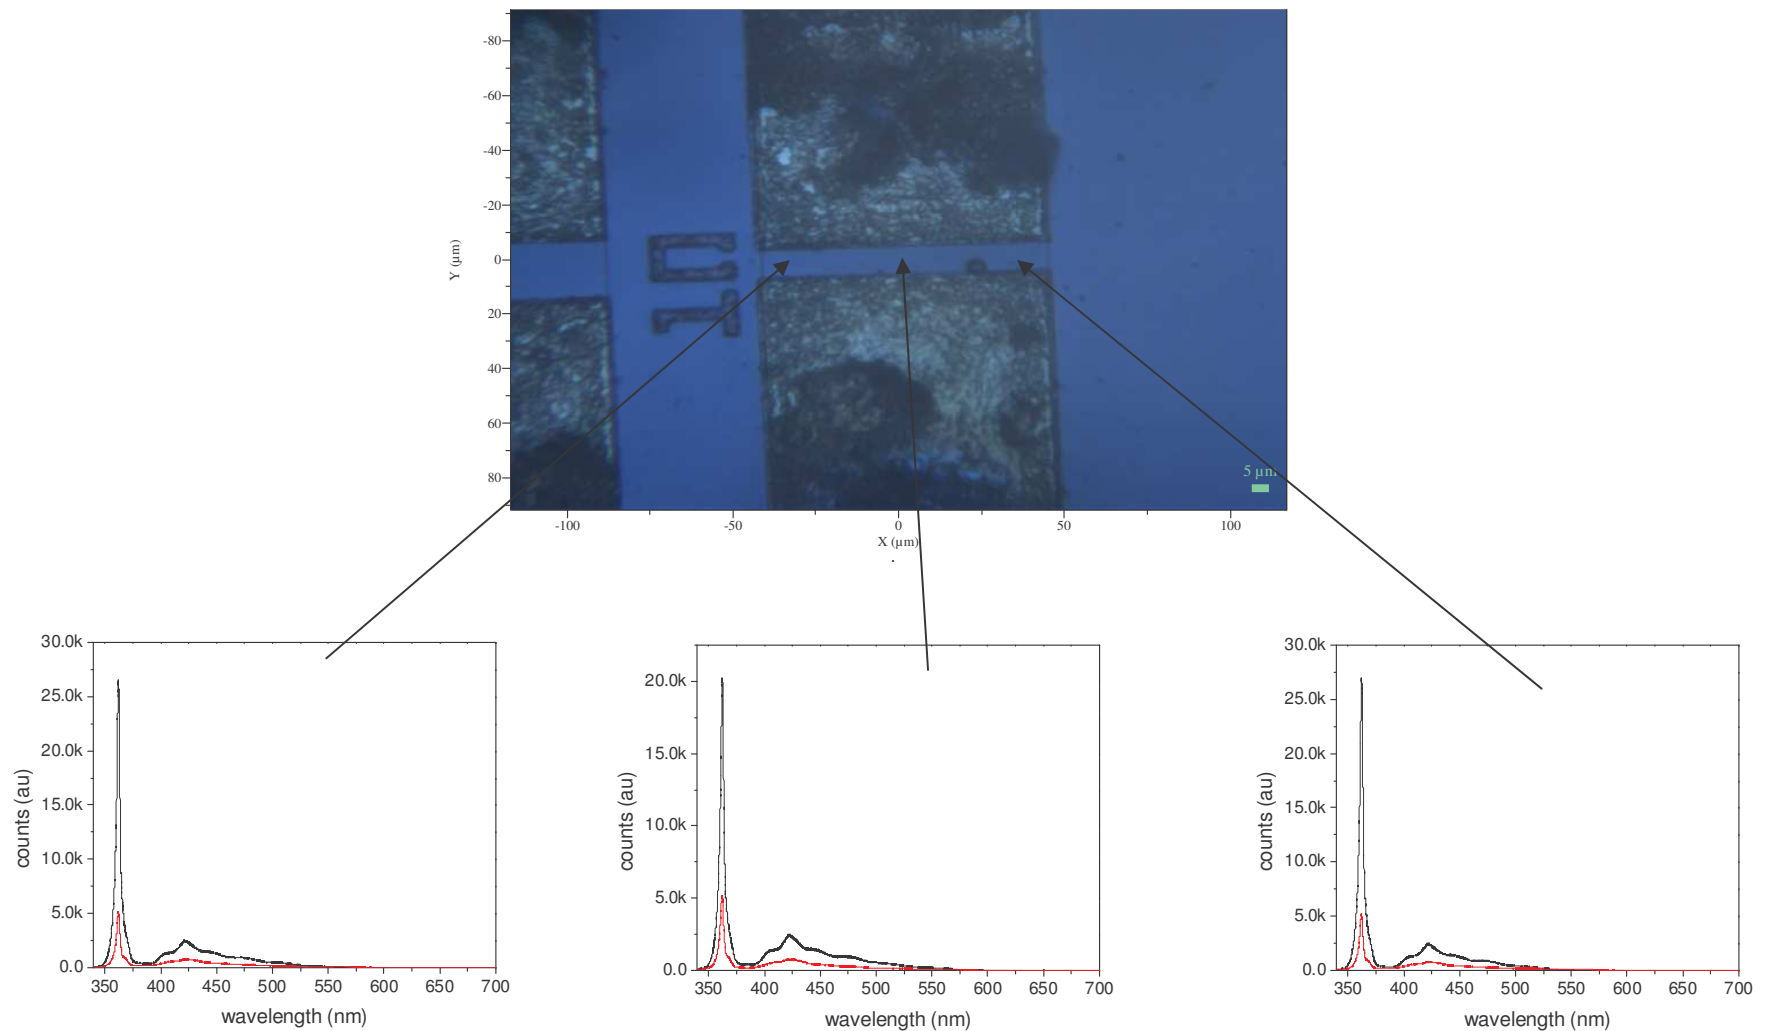 -80
-60
-40
-20
0
20
40
60
80
Y (µm)
10
5 µm
-100
-50
0
50
100
X (µm)
30.0k
25.0k
20.0k
15.0k
10.0k
5.0k
0.0
counts (au)
350 400 450 500 550 600 650 700
wavelength (nm)
20.0k
15.0k
10.0k
5.0k
0.0
counts (au)
350 400 450 500 550 600 650 700
wavelength (nm)
30.0k
25.0k
20.0k
15.0k
10.0k
5.0k
0.0
counts (au)
350 400 450 500 550 600 650 700
wavelength (nm)